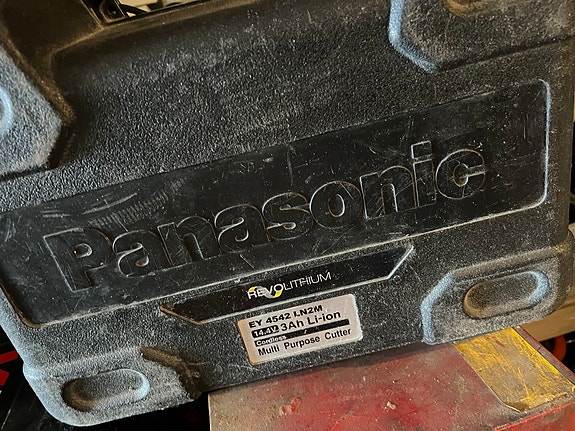 Panasonic
REVOLITHIUM
EY 4542 LN2M
14.4V 3Ah Li-ion
Cordless
Multi Purpose Cutter